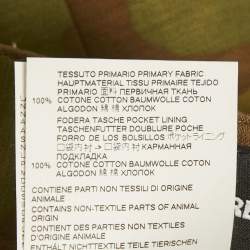 TESSUTO PRIMARIO PRIMARY FABRIC
HAUPTMATERIAL TISSU PRIMAIRE TEJIDO
PRIMARIO 面料 ПЕРВИЧНАЯ ТКАНЬ
100% COTONE COTTON BAUMWOLLE COTON
ALGODON 綿 棉 ХЛОПОК
FODERA TASCHE POCKET LINING
TASCHENFUTTER DOUBLURE POCHE
FORRO DE LOS BOLSILLOS ポケットライニング
口袋内衬 КАРМАННАЯ
ПОДКЛАДКА
100% COTONE COTTON BAUMWOLLE COTON
ALGODON 綿 棉 ХЛОПОК
CONTIENE PARTI NON TESSILI DI ORIGINE
ANIMALE
CONTAINS NON-TEXTILE PARTS OF ANIMAL
ORIGIN
CONTIENT DES PARTIES NON TEXTILES
D'ORIGINE ANIMALE
ENTHÄLT NICHTTEXTILE TEILE TIERISCHEN